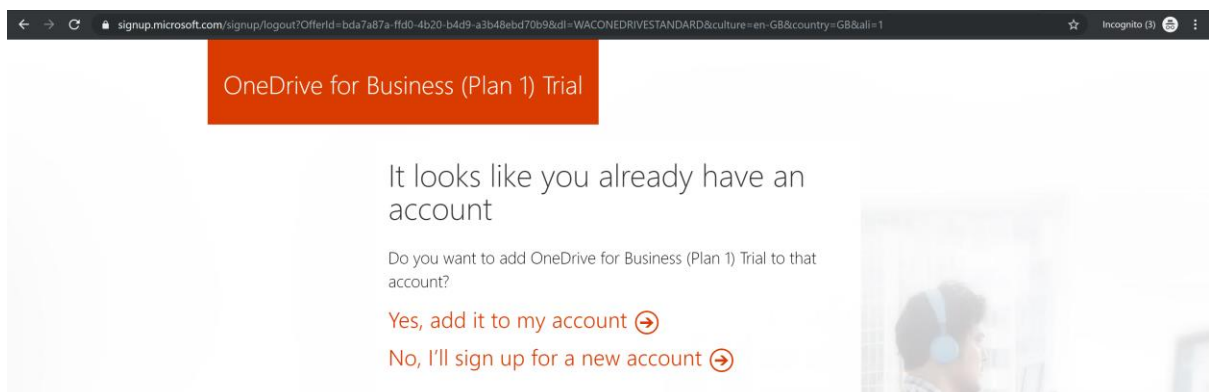 signup.microsoft.com/signup/logout?OfferId=bda7a87a-ffd0-4b20-b4d9-a3b48ebd70b9&dl=WACONEDRIVESTANDARD&culture=en-GB&country=GB&ali=1
Incognito (3)
OneDrive for Business (Plan 1) Trial
It looks like you already have an
account
Do you want to add OneDrive for Business (Plan 1) Trial to that
account?
Yes, add it to my account
No, I'll sign up for a new account